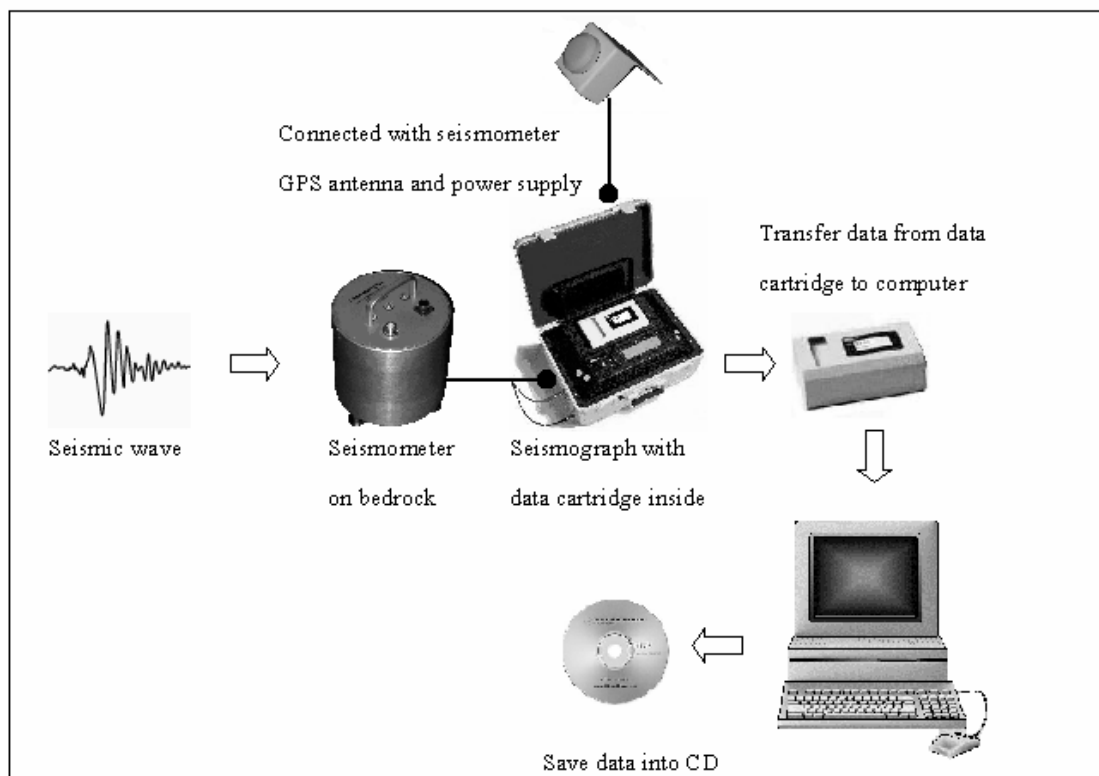 Connected with seismometer
GPS antenna and power supply
Transfer data from data
cartridge to computer
Seismic wave
Seismometer
on bedrock
Seismograph with
data cartridge inside
Save data into CD